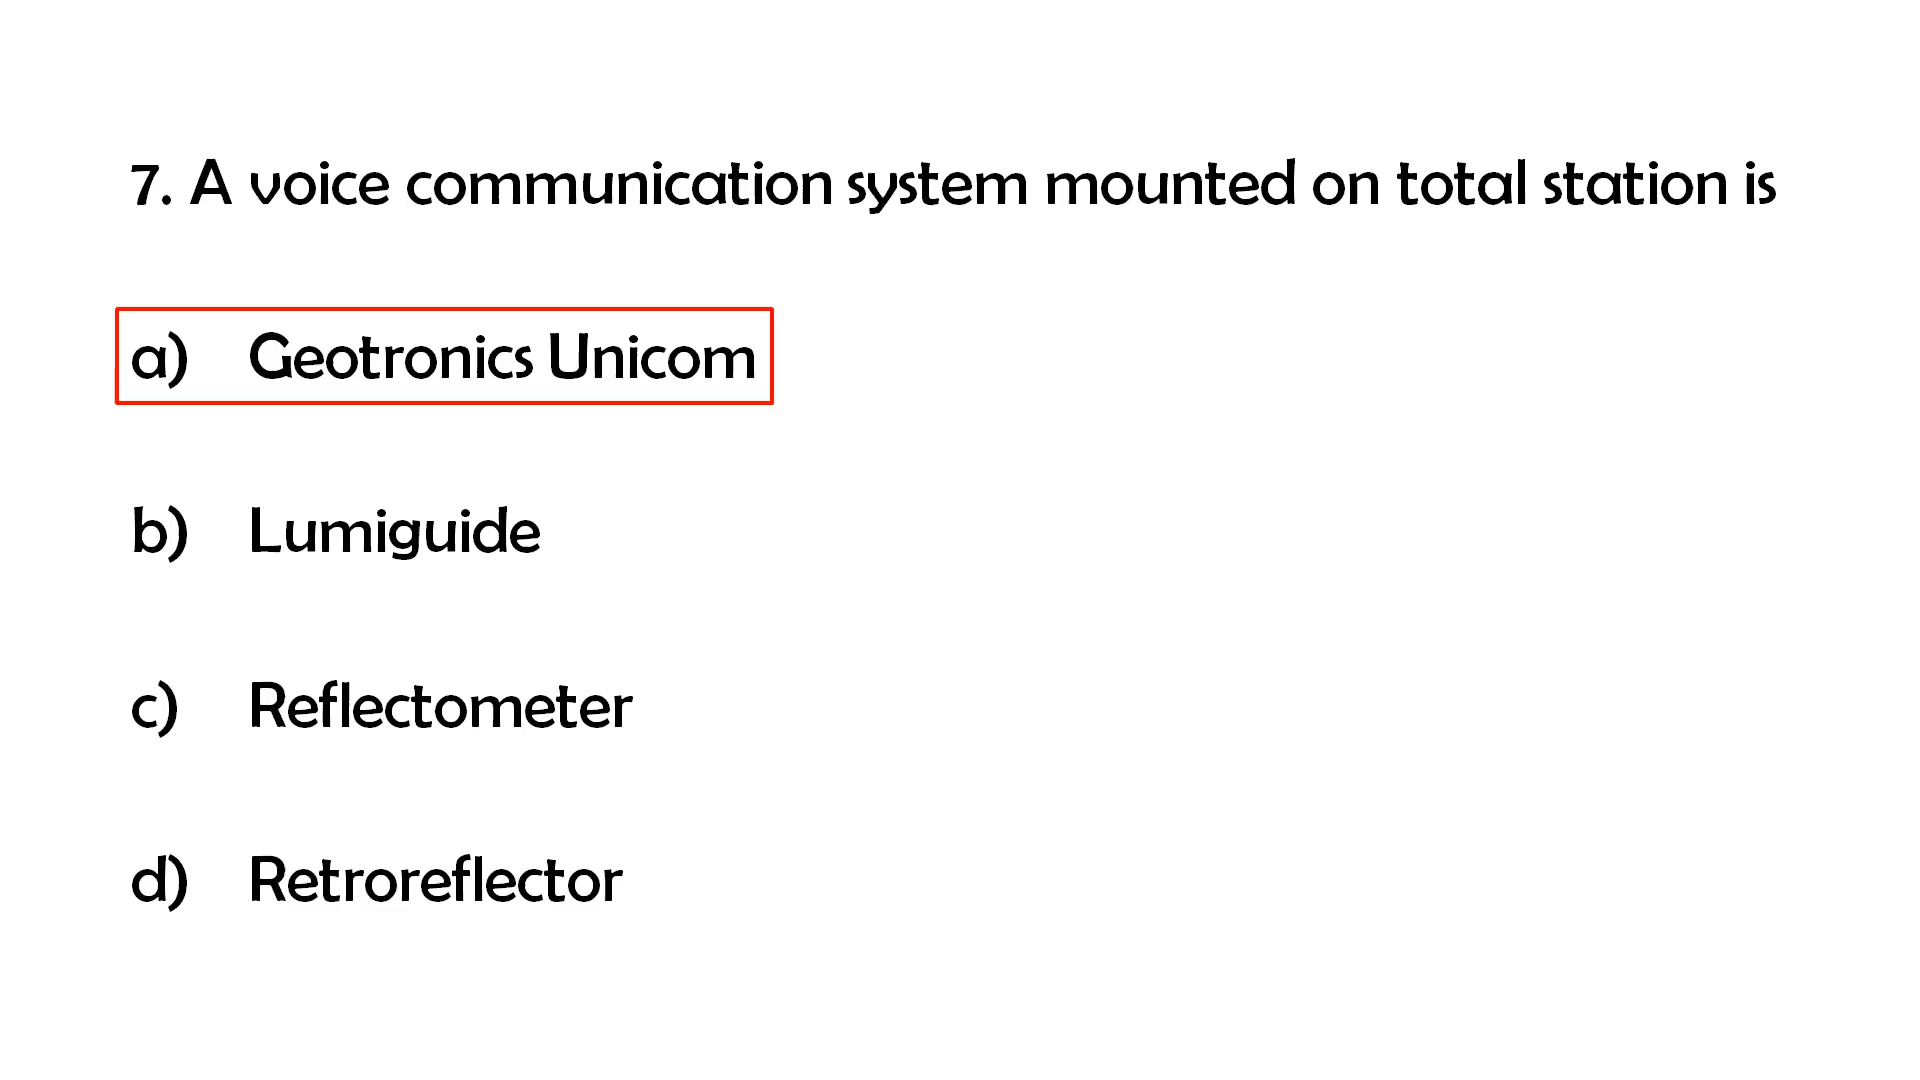 7. A voice communication system mounted on total station is
a) Geotronics Unicom
b) Lumiguide
c) Reflectometer
d) Retroreflector